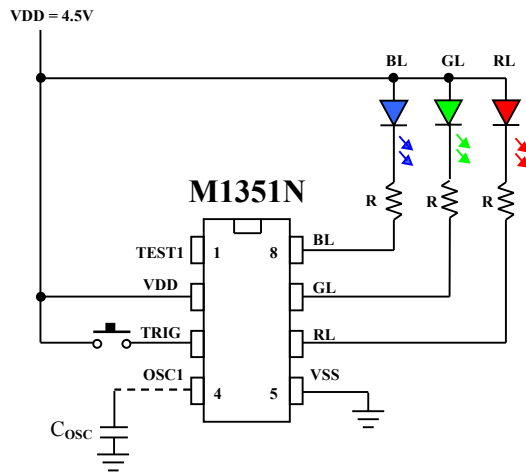 VDD = 4.5V
BL GL RL
R R R
M1351N
TEST1 1 8 BL
VDD GL
TRIG RL
OSC1 4 5 VSS
COSC